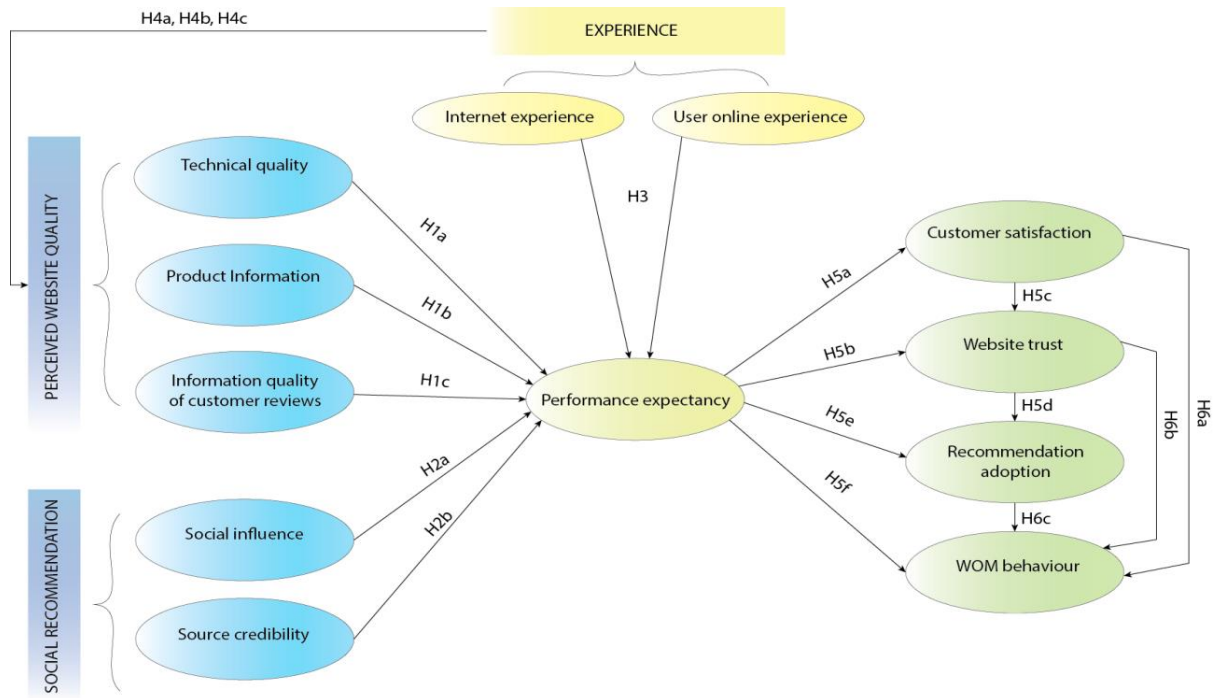 H4a, H4b, H4c
EXPERIENCE
Internet experience
User online experience
PERCEIVED WEBSITE QUALITY
Technical quality
Product Information
Information quality
of customer reviews
H1a
H1b
H1c
H3
Performance expectancy
SOCIAL RECOMMENDATION
Social influence
Source credibility
H2a
H2b
H5a
H5b
H5e
H5f
Customer satisfaction
H5c
Website trust
H5d
Recommendation
adoption
H6c
WOM behaviour
H6b
H6a